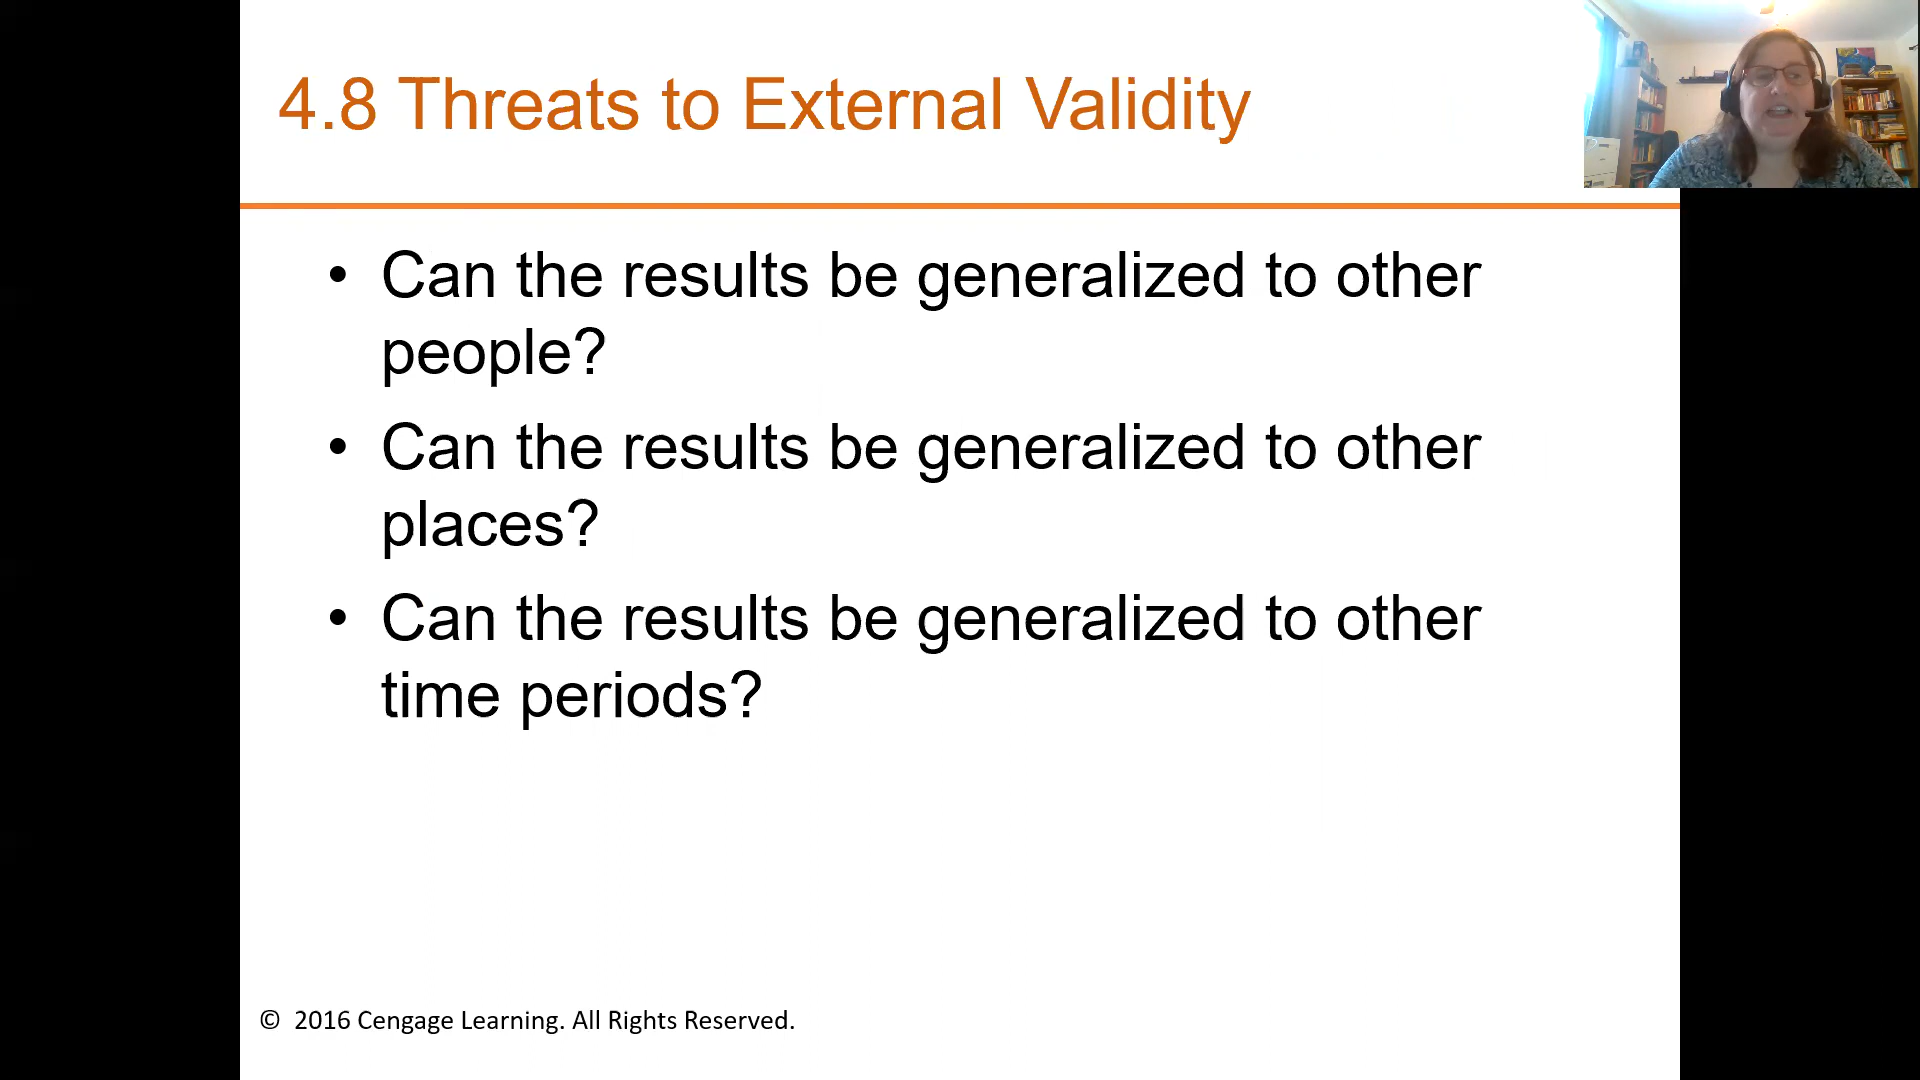 4.8 Threats to External Validity
• Can the results be generalized to other
people?
• Can the results be generalized to other
places?
• Can the results be generalized to other
time periods?
© 2016 Cengage Learning. All Rights Reserved.